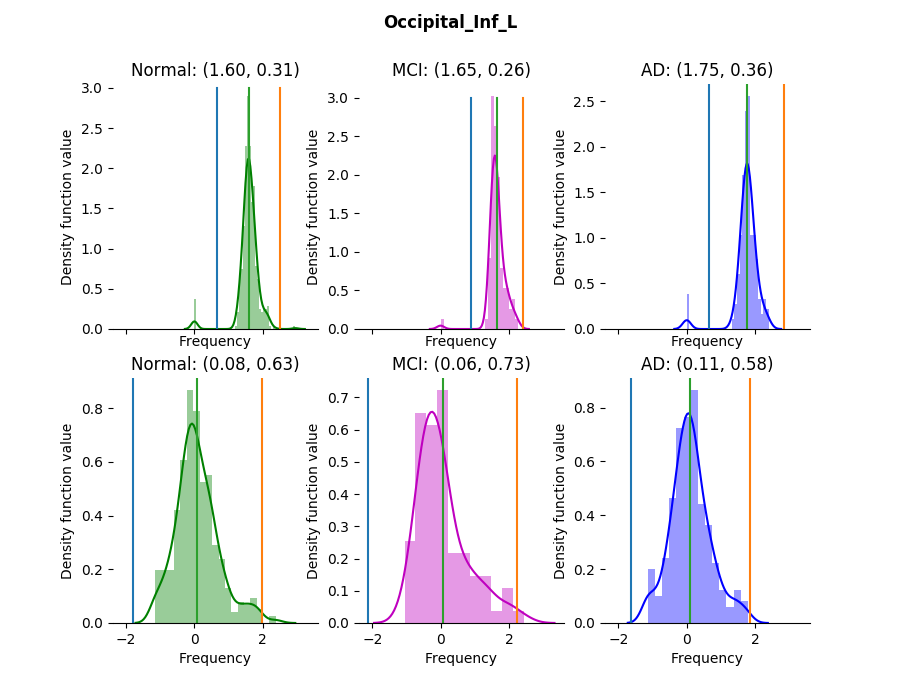 Occipital_Inf_L
Normal: (1.60, 0.31)
MCI: (1.65, 0.26)
AD: (1.75, 0.36)
3.0
2.5
2.0
1.5
1.0
0.5
0.0
Density function value
Frequency
3.0
2.5
2.0
1.5
1.0
0.5
0.0
Density function value
Frequency
2.5
2.0
1.5
1.0
0.5
0.0
Density function value
Frequency
Normal: (0.08, 0.63)
MCI: (0.06, 0.73)
AD: (0.11, 0.58)
0.8
0.6
0.4
0.2
0.0
Density function value
−2 0 2
Frequency
0.7
0.6
0.5
0.4
0.3
0.2
0.1
0.0
Density function value
−2 0 2
Frequency
0.8
0.6
0.4
0.2
0.0
Density function value
−2 0 2
Frequency